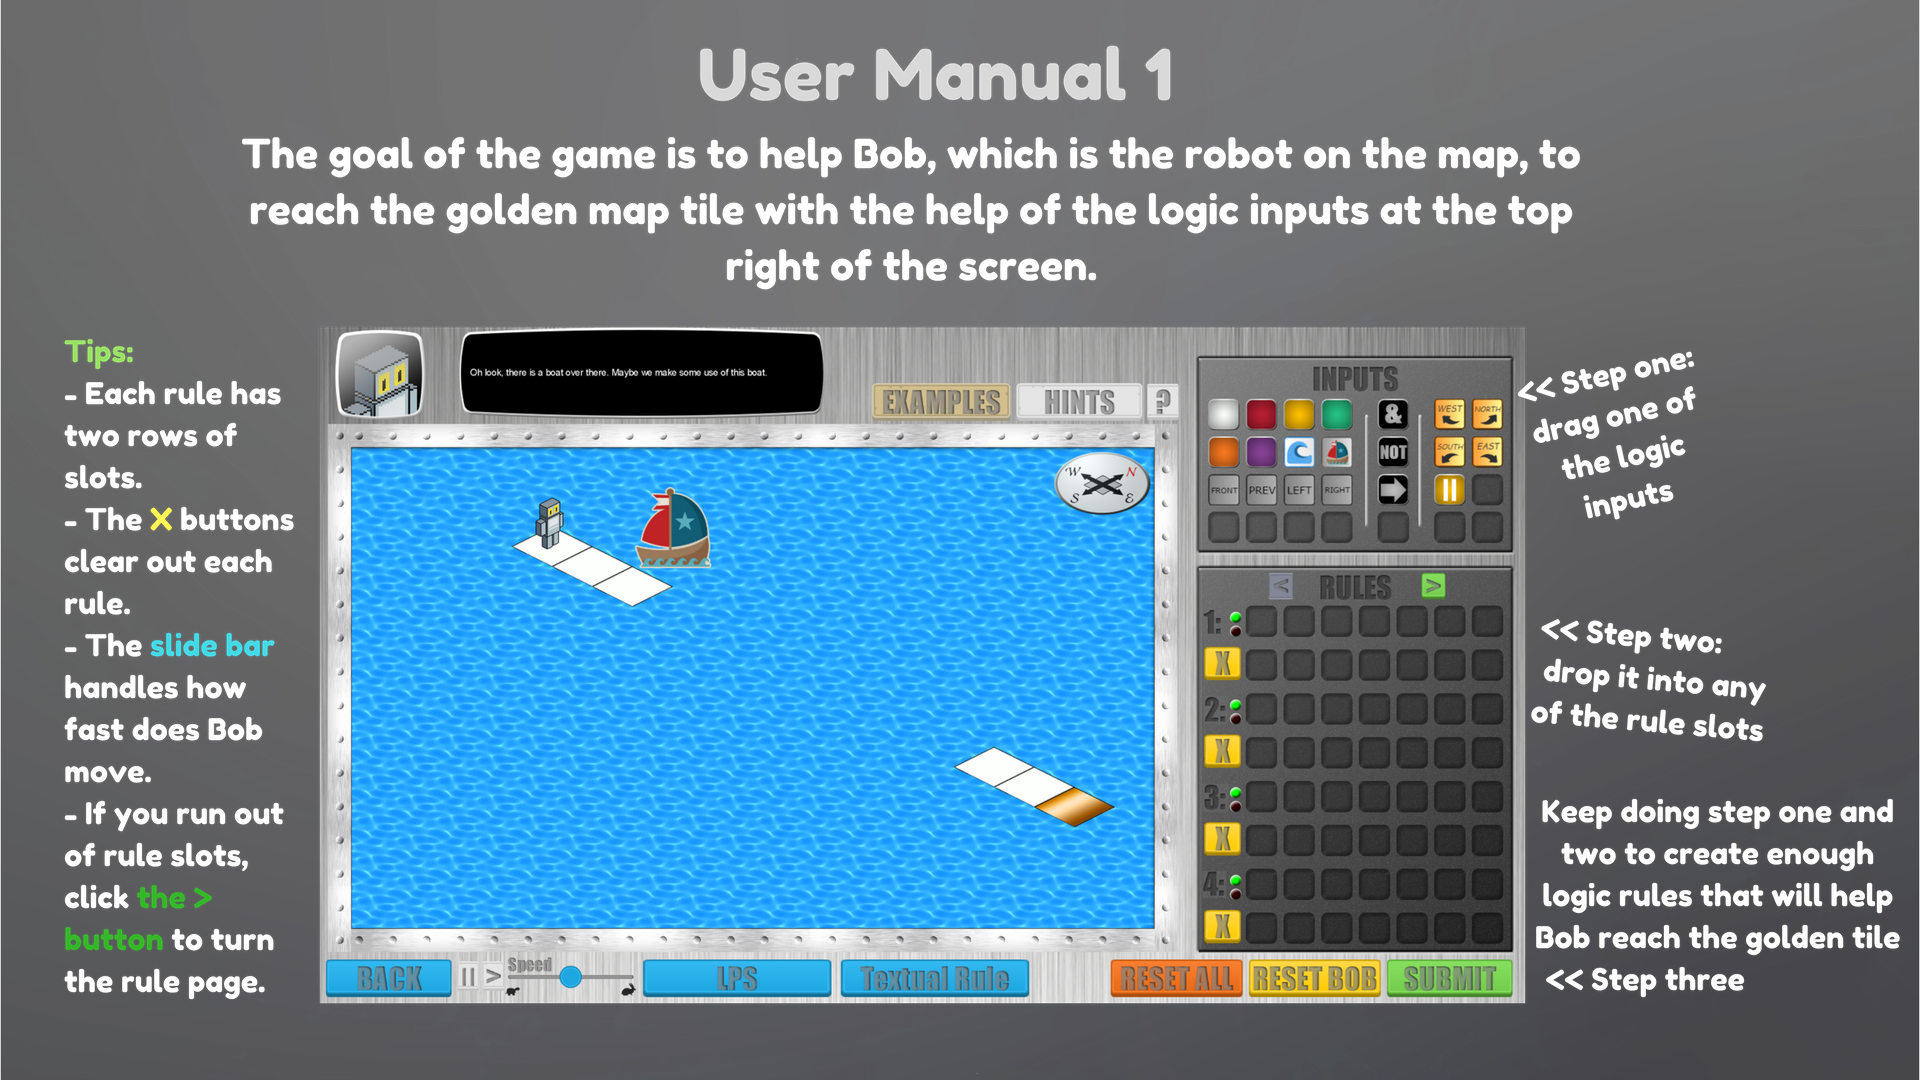 User Manual 1
The goal of the game is to help Bob, which is the robot on the map, to
reach the golden map tile with the help of the logic inputs at the top
right of the screen.
Tips:
- Each rule has
two rows of
slots.
- The X buttons
clear out each
rule.
- The slide bar
handles how
fast does Bob
move.
- If you run out
of rule slots,
click the >
button to turn
the rule page.
Oh look, there is a boat over there. Maybe we make some use of this boat.
EXAMPLES
HINTS
?
W
N
S
E
INPUTS
&
WEST
NORTH
NOT
SOUTH
EAST
FRONT
PREV
LEFT
RIGHT
<
RULES
>
1:
X
2:
X
3:
X
4:
X
BACK
>
Speed
LPS
Textual Rule
RESET ALL
RESET BOB
SUBMIT
<< Step one:
drag one of
the logic
inputs
<< Step two:
drop it into any
of the rule slots
Keep doing step one and
two to create enough
logic rules that will help
Bob reach the golden tile
<< Step three